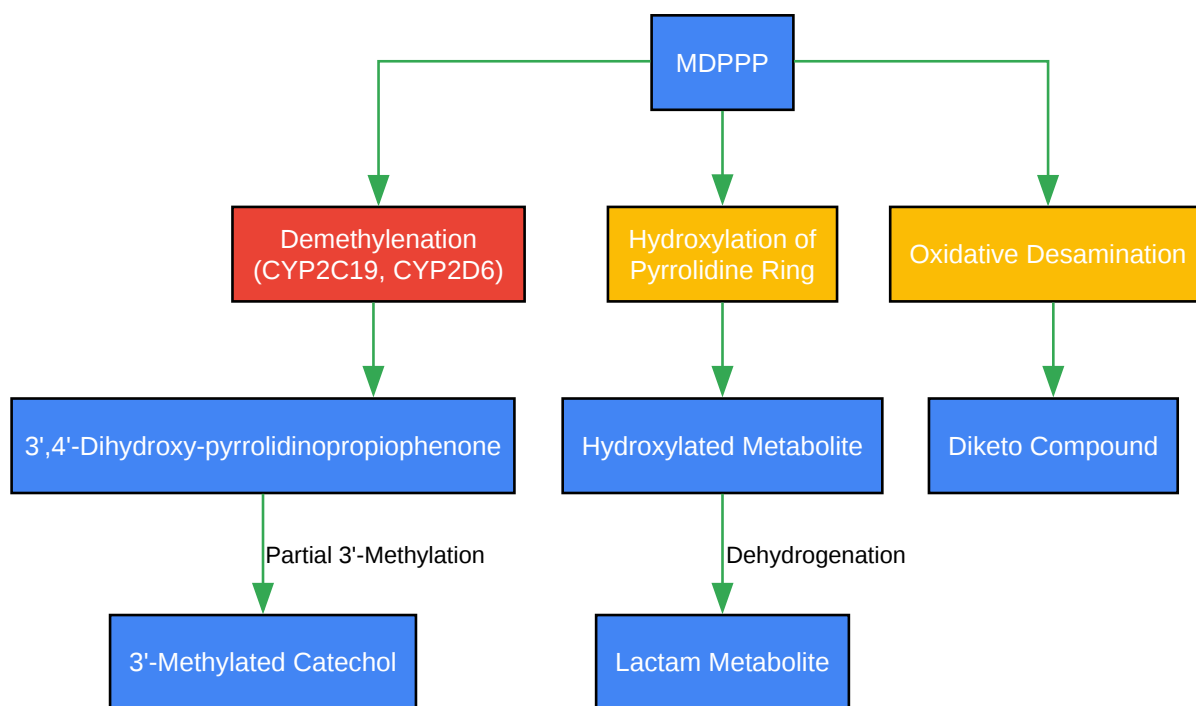 MDPPP
Demethylenation
(CYP2C19, CYP2D6)
Hydroxylation of
Pyrrolidine Ring
Oxidative Desamination
3',4'-Dihydroxy-pyrrolidinopropiophenone
Hydroxylated Metabolite
Diketo Compound
Partial 3'-Methylation
Dehydrogenation
3'-Methylated Catechol
Lactam Metabolite